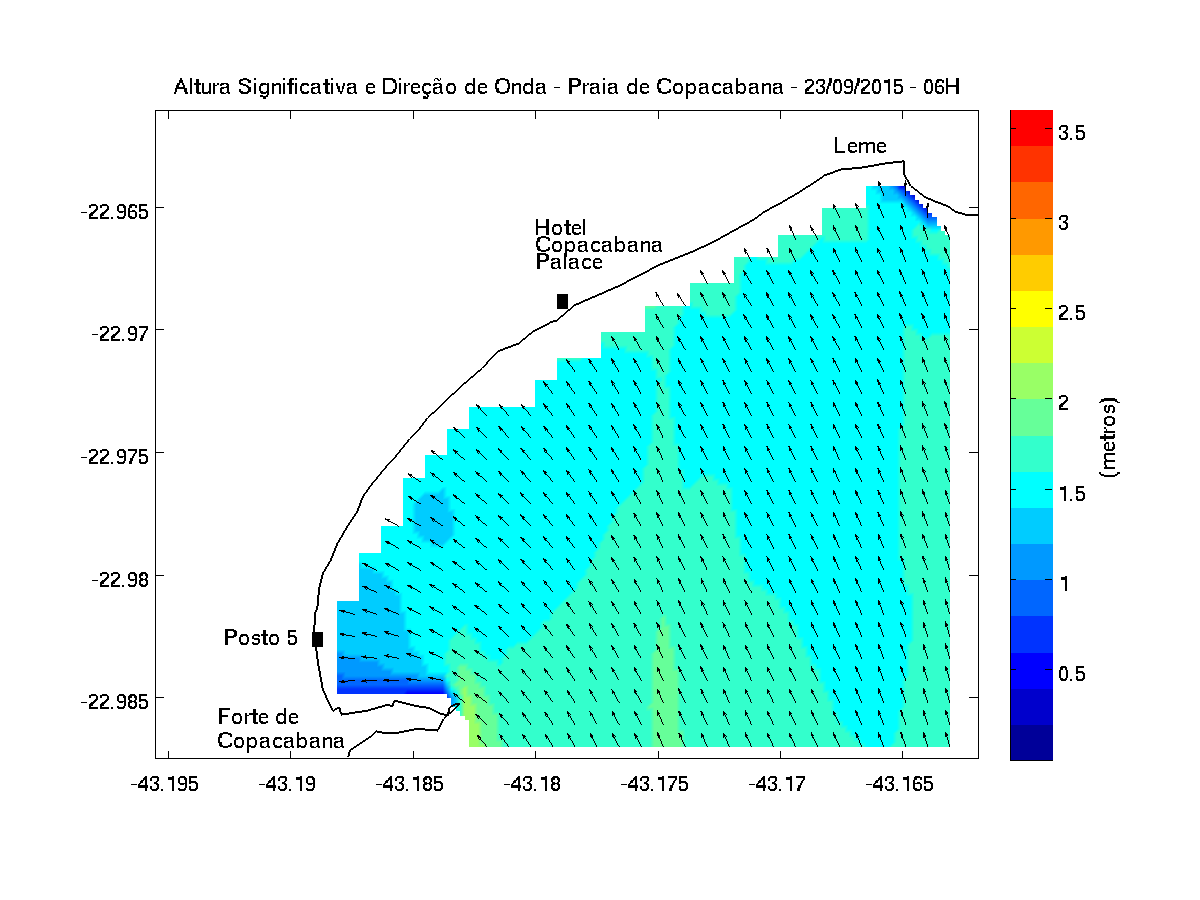 Altura Significativa e Direção de Onda - Praia de Copacabana - 23/09/2015 - 06H
Leme
Hotel
Copacabana
Palace
Posto 5
Forte de
Copacabana
-22.965
-22.97
-22.975
-22.98
-22.985
-43.195
-43.19
-43.185
-43.18
-43.175
-43.17
-43.165
3.5
3
2.5
2
1.5
1
0.5
(metros)